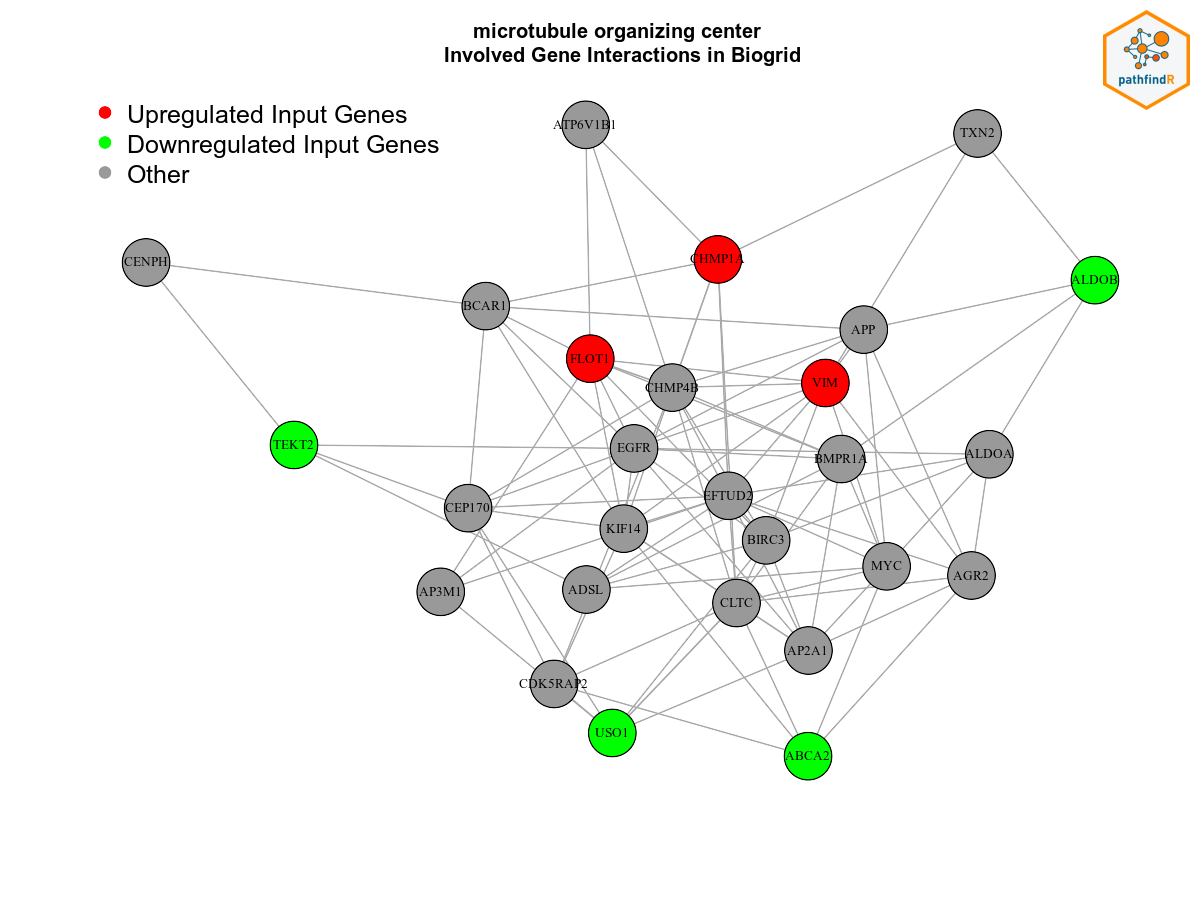 microtubule organizing center
Involved Gene Interactions in Biogrid
pathfindR
Upregulated Input Genes
Downregulated Input Genes
Other
ATP6V1B1
TXN2
CENPH
CHMP1A
ALDOB
BCAR1
APP
FLOT1
CHMP4B
VIM
TEKT2
EGFR
BMPR1A
ALDOA
CEP170
EFTUD2
KIF14
BIRC3
MYC
AGR2
AP3M1
ADSL
CLTC
AP2A1
CDK5RAP2
USO1
ABCA2